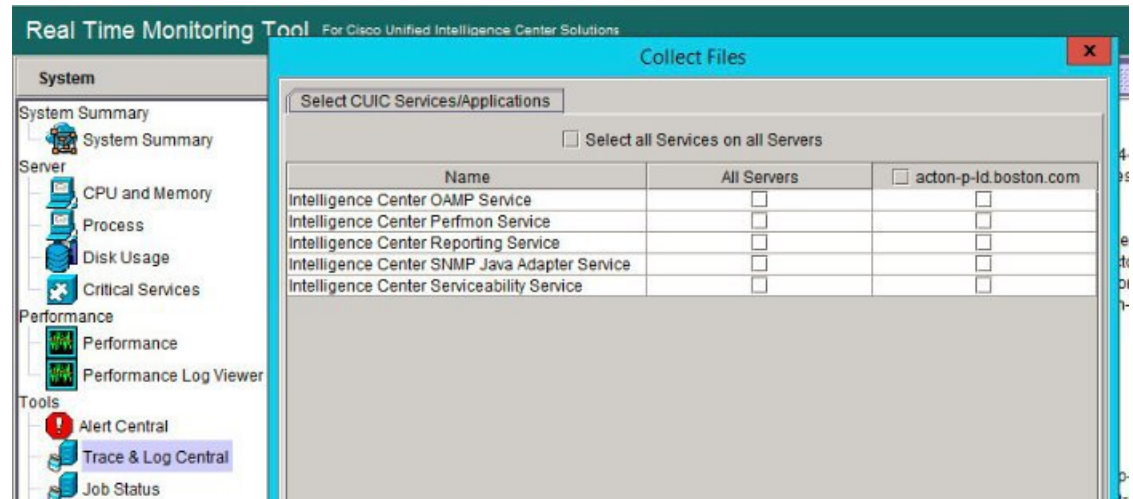 Real Time Monitoring Tool For Cisco Unified Intelligence Center Solutions
Collect Files
x
System
Select CUIC Services/Applications
System Summary
System Summary
Select all Services on all Servers
Server
CPU and Memory
Process
Disk Usage
Critical Services
Name All Servers acton-p-ld.boston.com
Intelligence Center OAMP Service
Intelligence Center Perfmon Service
Intelligence Center Reporting Service
Intelligence Center SNMP Java Adapter Service
Intelligence Center Serviceability Service
Performance
Performance
Performance Log Viewer
Tools
Alert Central
Trace & Log Central
Job Status